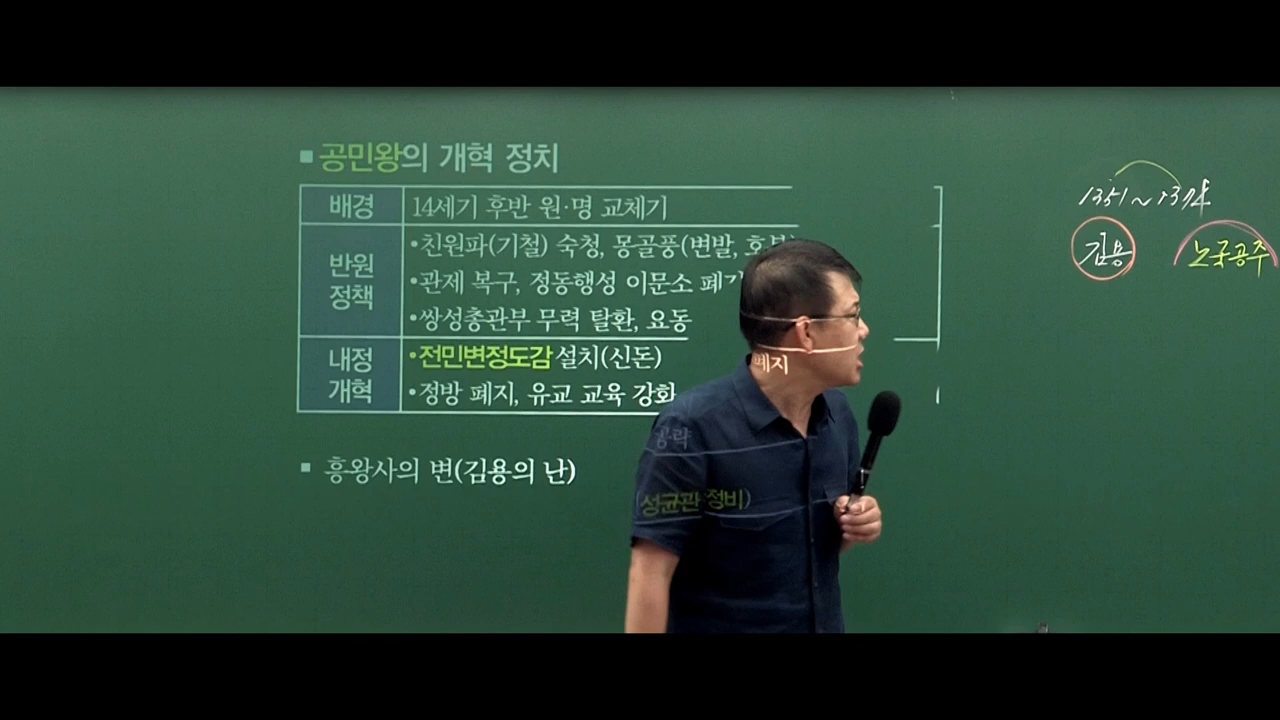 ▪공민왕의 개혁 정치
배경 14세기 후반 원·명 교체기
반원 정책
•친원파(기철) 숙청, 몽골풍(변발, 호복)
•관제 복구, 정동행성 이문소 폐지
•쌍성총관부 무력 탈환, 요동 공략
내정 개혁
•전민변정도감 설치(신돈)
•정방 폐지, 유교 교육 강화 (성균관 정비)
▪ 흥왕사의 변(김용의 난)
폐지
1351~1374
김용
노국공주